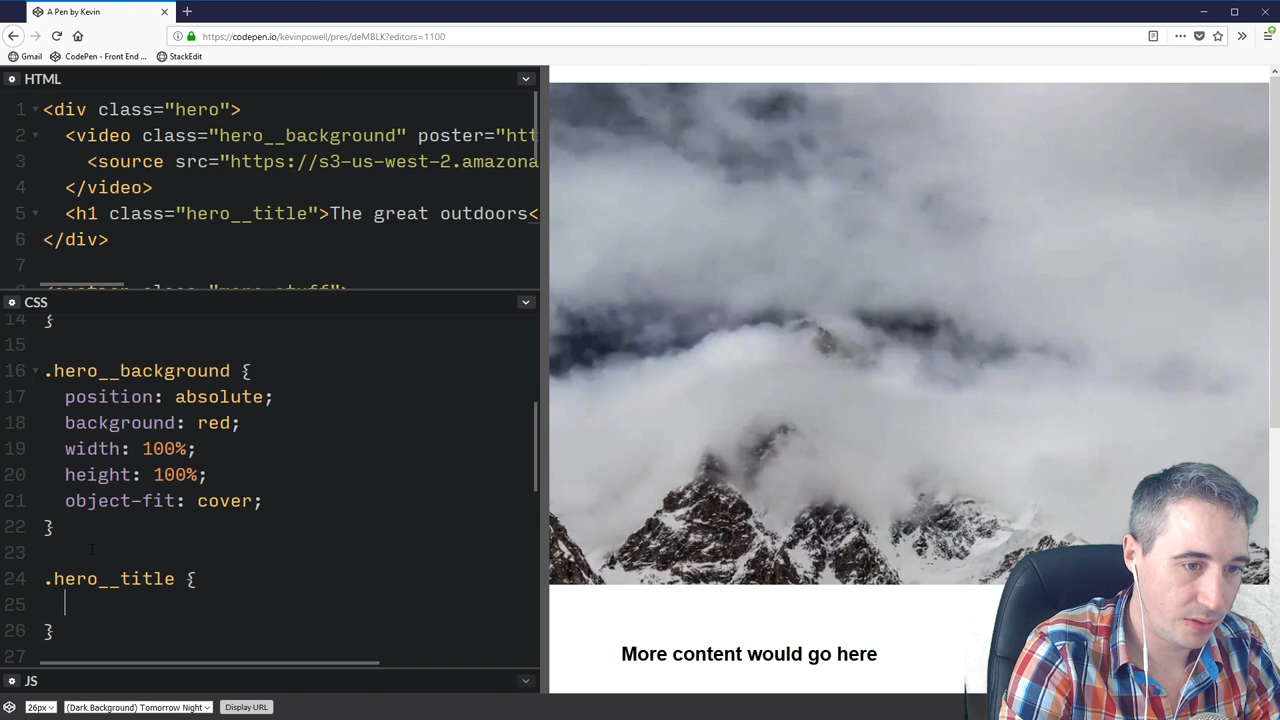 A Pen by Kevin
https://codepen.io/kevinpowell/pres/deMBLK?editors=1100
Gmail CodePen - Front End ... StackEdit
HTML
1 <div class="hero">
2 <video class="hero__background" poster="htt
3 <source src="https://s3-us-west-2.amazona
4 </video>
5 <h1 class="hero__title">The great outdoors<
6 </div>
7
CSS
14 }
15
16 .hero__background {
17 position: absolute;
18 background: red;
19 width: 100%;
20 height: 100%;
21 object-fit: cover;
22 }
23
24 .hero__title {
25
26 }
27
JS
26px (Dark Background) Tomorrow Night Display URL
More content would go here